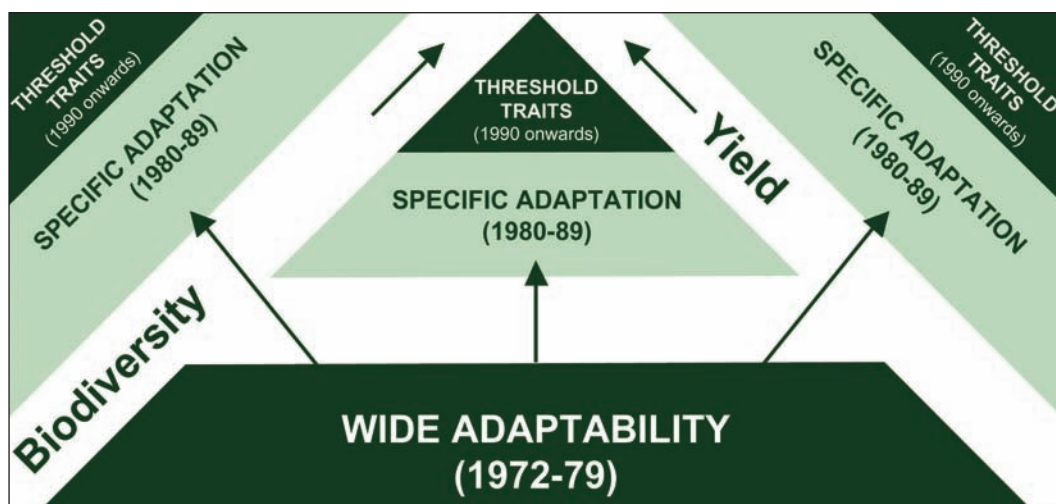 THRESHOLD
TRAITS
(1990 onwards)
SPECIFIC ADAPTATION
(1980-89)
THRESHOLD
TRAITS
(1990 onwards)
SPECIFIC ADAPTATION
(1980-89)
Yield
THRESHOLD
TRAITS
(1990 onwards)
SPECIFIC ADAPTATION
(1980-89)
Biodiversity
WIDE ADAPTABILITY
(1972-79)